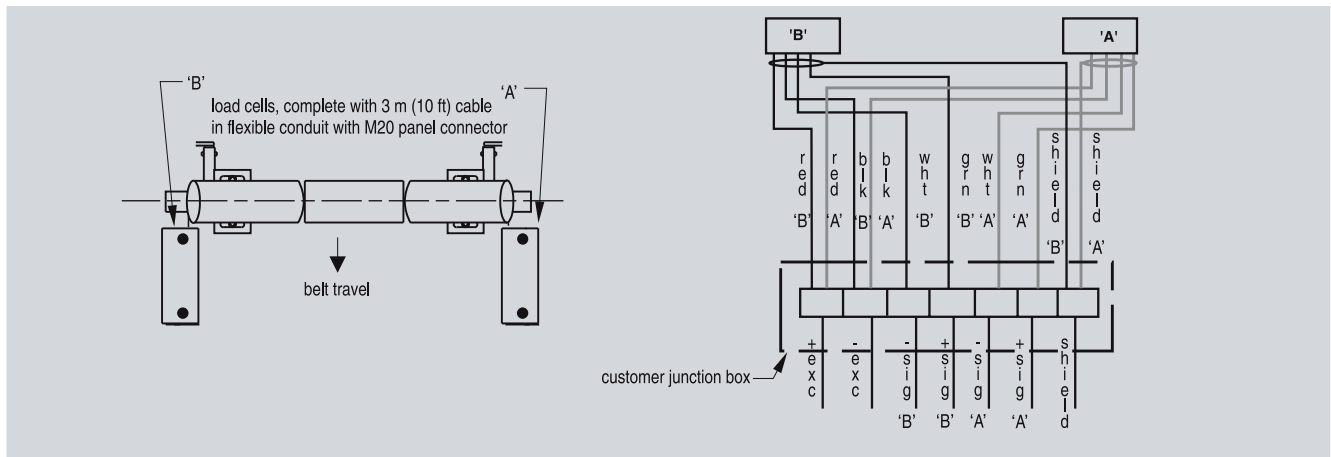 'B'
load cells, complete with 3 m (10 ft) cable
in flexible conduit with M20 panel connector
'A'
belt travel
'B'
'A'
red 'B'
red 'A'
blk 'B'
blk 'A'
wht 'B'
grn 'B'
wht 'A'
grn 'A'
shield 'B'
shield 'A'
customer junction box
+exc
-exc
-sig 'B'
+sig 'B'
-sig 'A'
+sig 'A'
shield